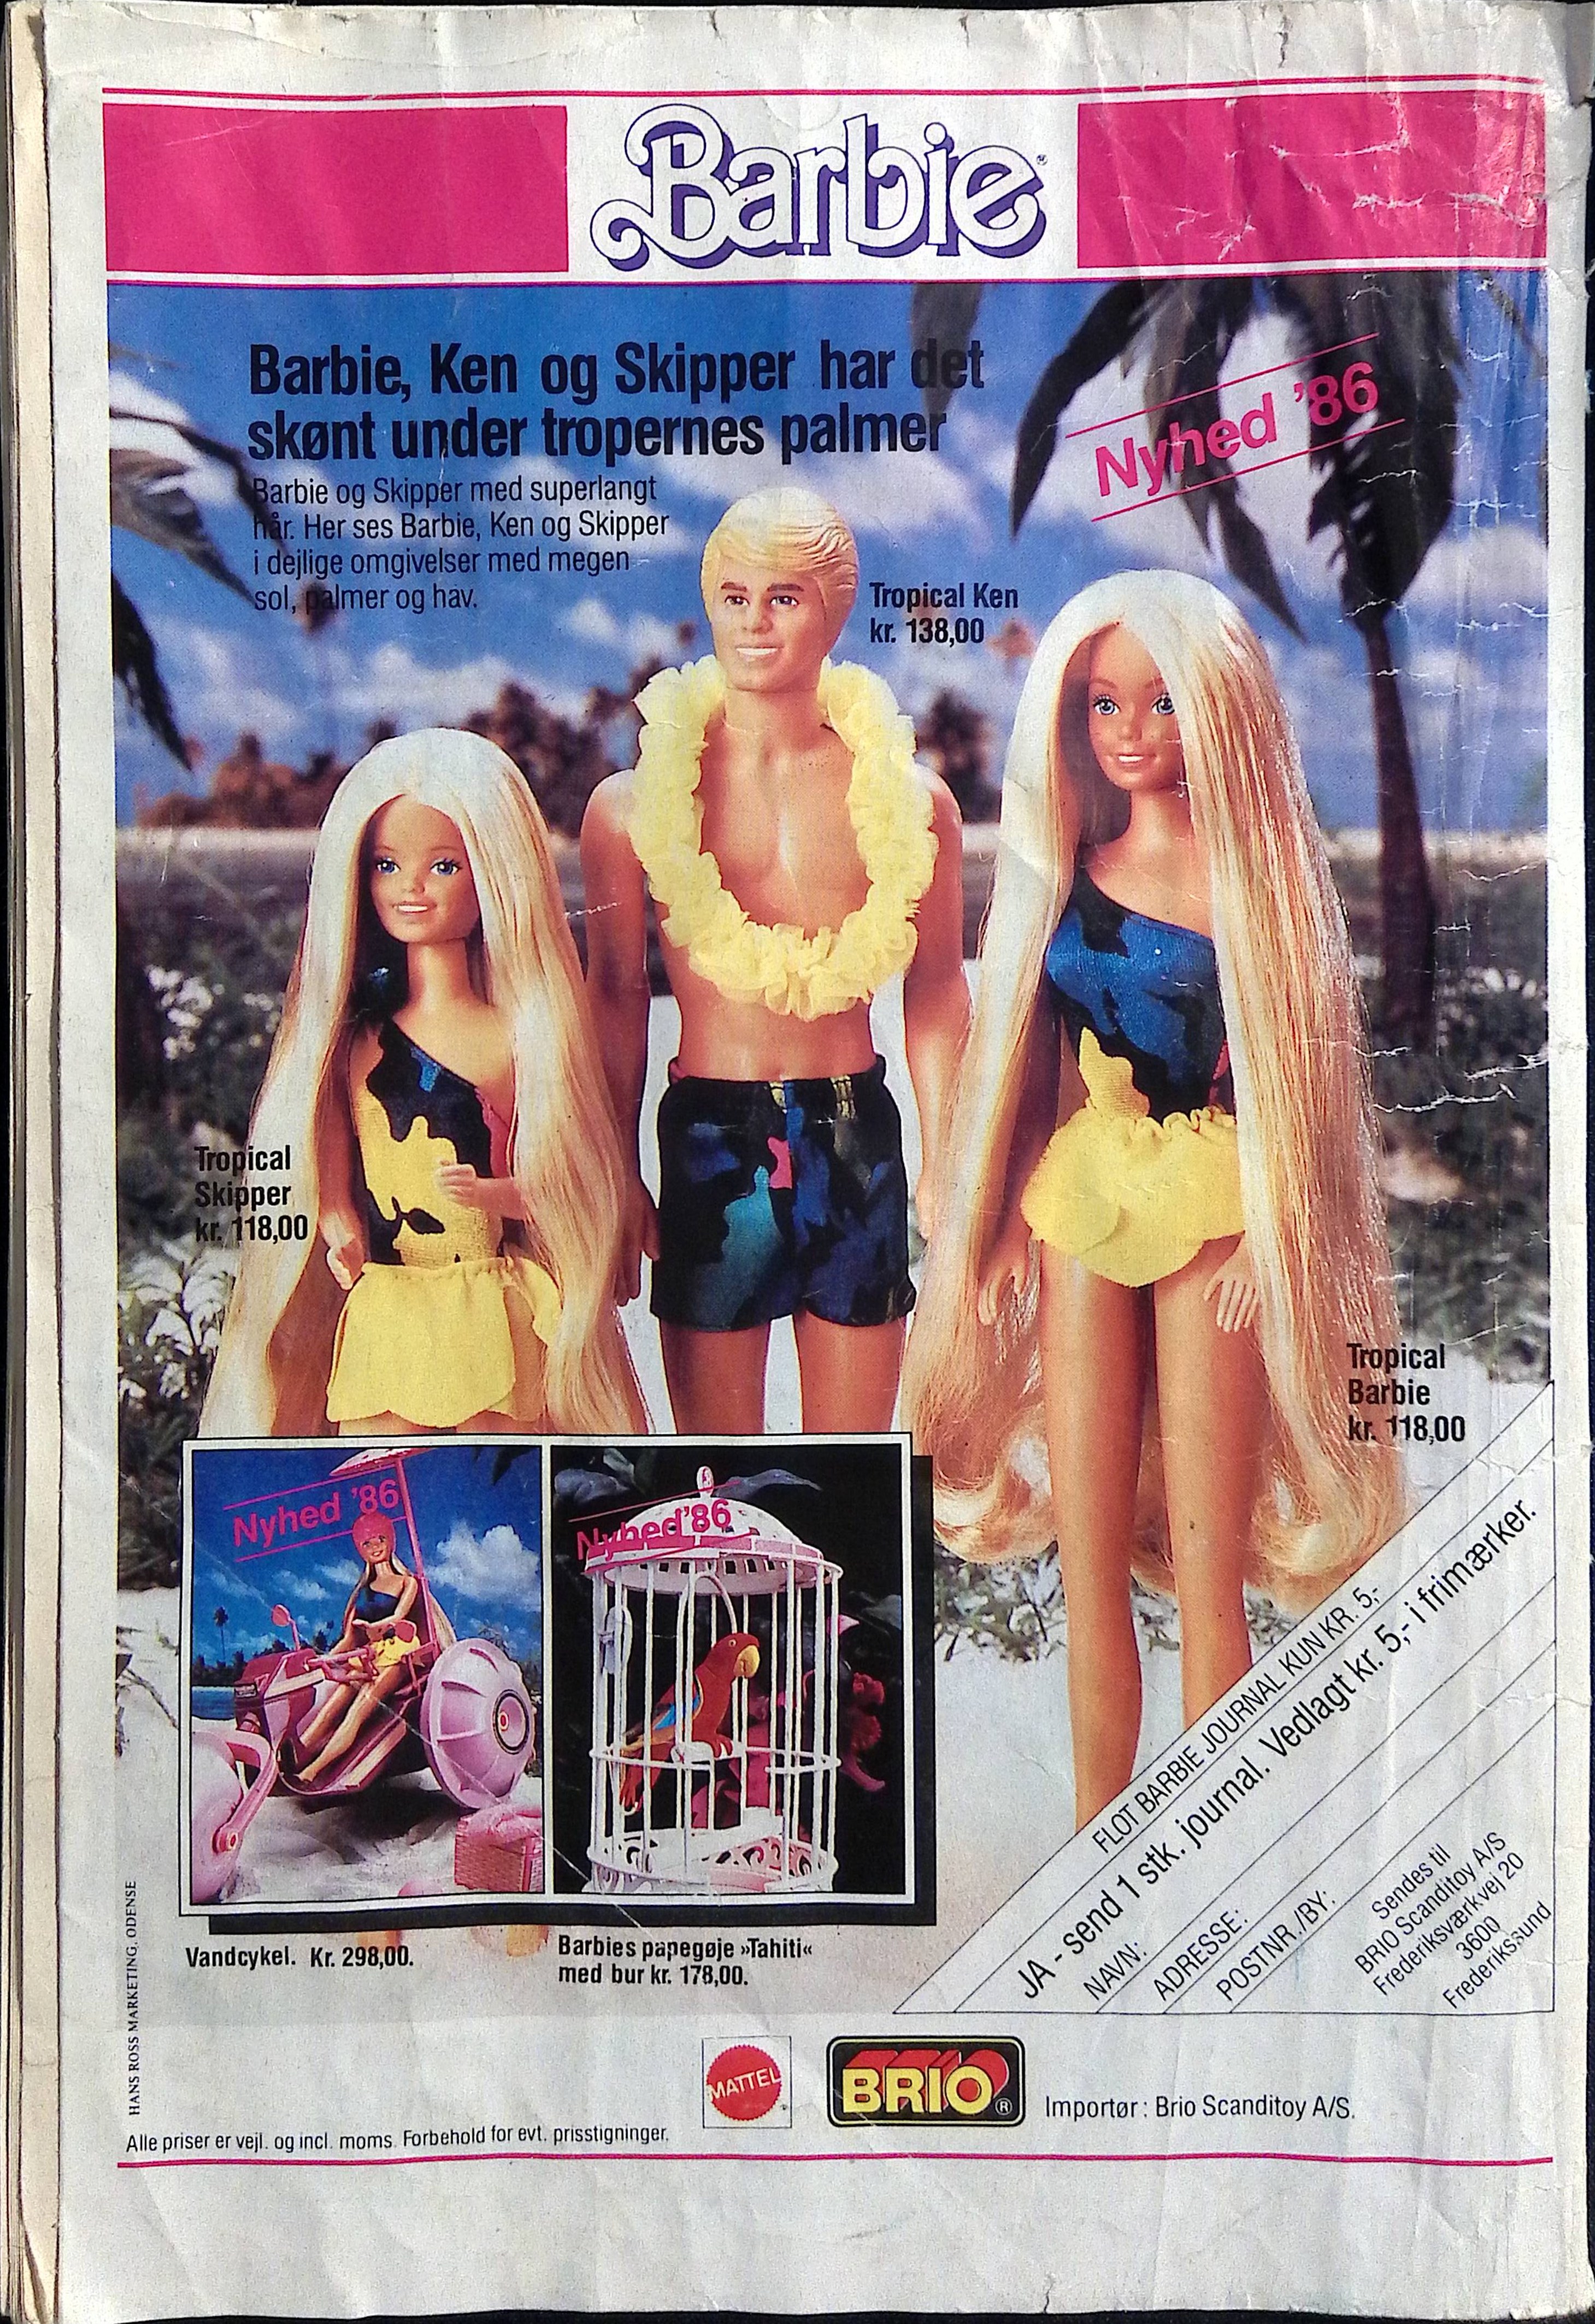 Barbie
Barbie, Ken og Skipper har det
skønt under tropernes palmer
Nyhed '86
Barbie og Skipper med superlangt
hår. Her ses Barbie, Ken og Skipper
i dejlige omgivelser med megen
sol, palmer og hav.
Tropical Ken
kr. 138,00
Tropical
Skipper
kr. 118,00
Tropical
Barbie
kr. 118,00
Nyhed '86
Nyhed '86
Vandcykel. Kr. 298,00.
Barbies papegøje »Tahiti«
med bur kr. 178,00.
FLOT BARBIE JOURNAL KUN KR. 5,-
JA - send 1 stk. journal. Vedlagt kr. 5,- i frimærker.
NAVN:
ADRESSE:
POSTNR./BY:
Sendes til
BRIO Scanditoy A/S
Frederiksværkvej 20
3600
Frederikssund
HANS ROSS MARKETING, ODENSE
MATTEL
BRIO®
Importør: Brio Scanditoy A/S.
Alle priser er vejl. og incl. moms. Forbehold for evt. prisstigninger.